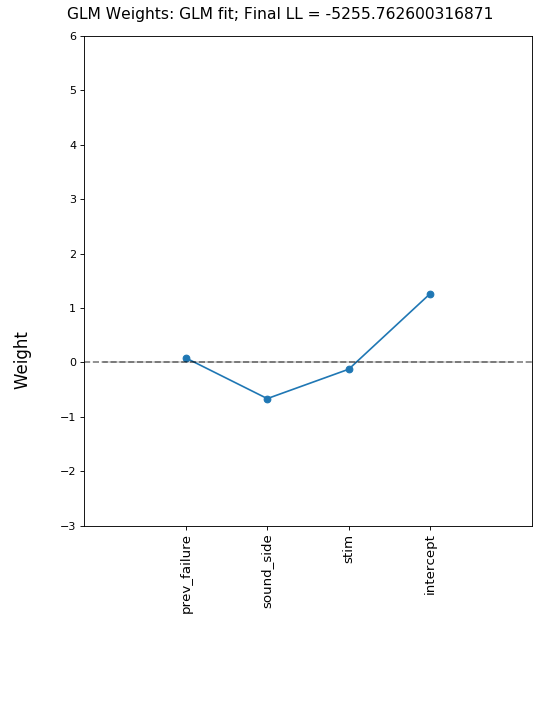 GLM Weights: GLM fit; Final LL = -5255.762600316871
6
5
4
3
2
1
0
−1
−2
−3
Weight
prev_failure
sound_side
stim
intercept